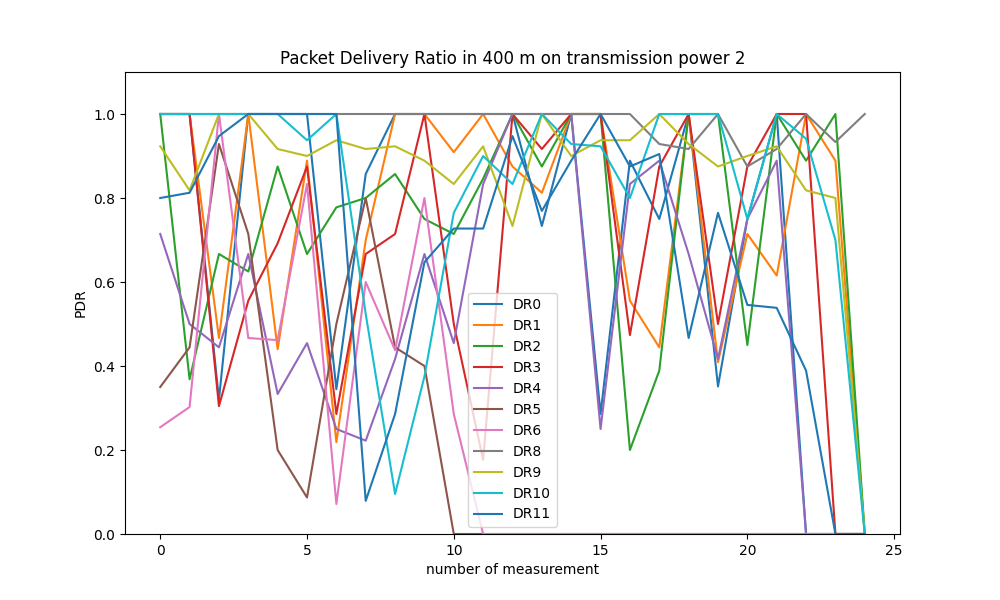 Packet Delivery Ratio in 400 m on transmission power 2
PDR
1.0
0.8
0.6
0.4
0.2
0.0
DR0
DR1
DR2
DR3
DR4
DR5
DR6
DR8
DR9
DR10
DR11
0 5 10 15 20 25
number of measurement